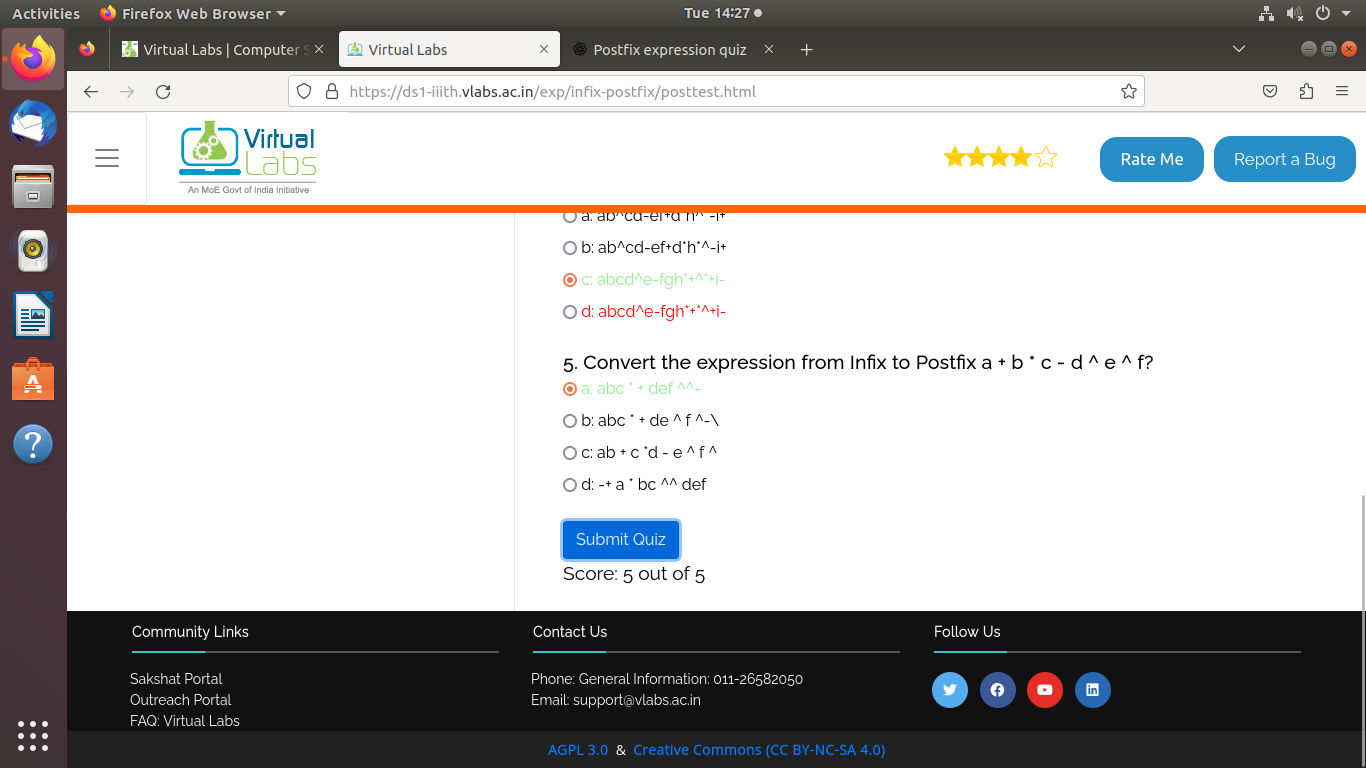 Activities Firefox Web Browser Tue 14:27
Virtual Labs | Computer S Virtual Labs Postfix expression quiz
https://ds1-iiith.vlabs.ac.in/exp/infix-postfix/posttest.html
Virtual
Labs
An MoE Govt of India Initiative
Rate Me Report a Bug
b: ab^cd-ef+d*h*^-i+
c: abcd^e-fgh*+^*+i-
d: abcd^e-fgh*+*^+i-
5. Convert the expression from Infix to Postfix a + b * c - d ^ e ^ f?
a: abc * + def ^^-
b: abc * + de ^ f ^-\
c: ab + c *d - e ^ f ^
d: -+ a * bc ^^ def
Submit Quiz
Score: 5 out of 5
Community Links Contact Us Follow Us
Sakshat Portal Phone: General Information: 011-26582050
Outreach Portal Email: support@vlabs.ac.in
FAQ: Virtual Labs
AGPL 3.0 & Creative Commons (CC BY-NC-SA 4.0)